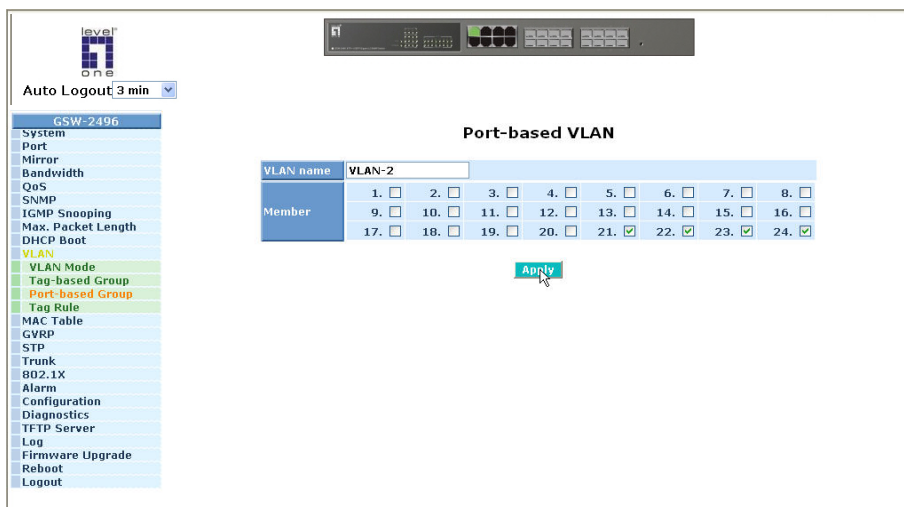 level
one
Auto Logout 3 min
GSW-2496
System
Port
Mirror
Bandwidth
QoS
SNMP
IGMP Snooping
Max. Packet Length
DHCP Boot
VLAN
VLAN Mode
Tag-based Group
Port-based Group
Tag Rule
MAC Table
GVRP
STP
Trunk
802.1X
Alarm
Configuration
Diagnostics
TFTP Server
Log
Firmware Upgrade
Reboot
Logout
Port-based VLAN
VLAN name VLAN-2
Member
1. 2. 3. 4. 5. 6. 7. 8.
9. 10. 11. 12. 13. 14. 15. 16.
17. 18. 19. 20. 21. 22. 23. 24.
Apply